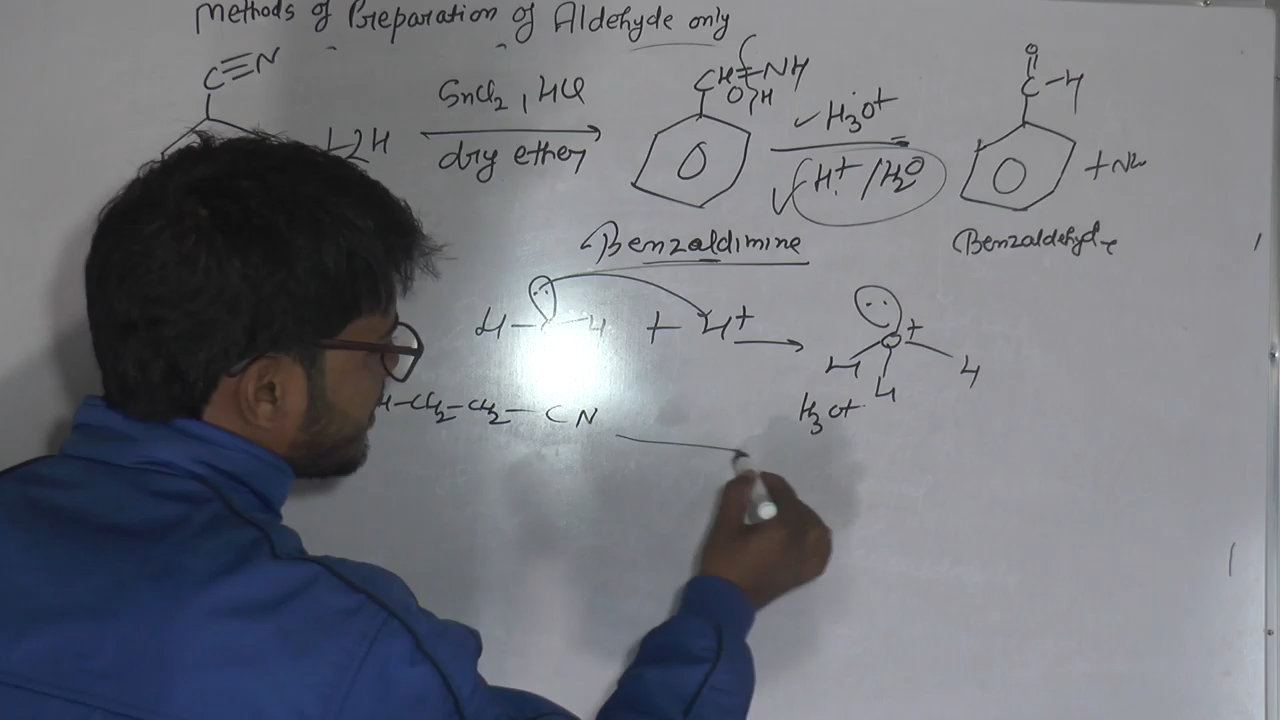 Methods of Preparation of Aldehyde only
C≡N
+2H
SnCl2, HCl
dry ether
CH=NH
O H
H3O+
H+/H2O
O
C-H
Benzaldimine
Benzaldehyde
H- -H + H+
O+
H H H
H3O+
-CH2-CH2-CN